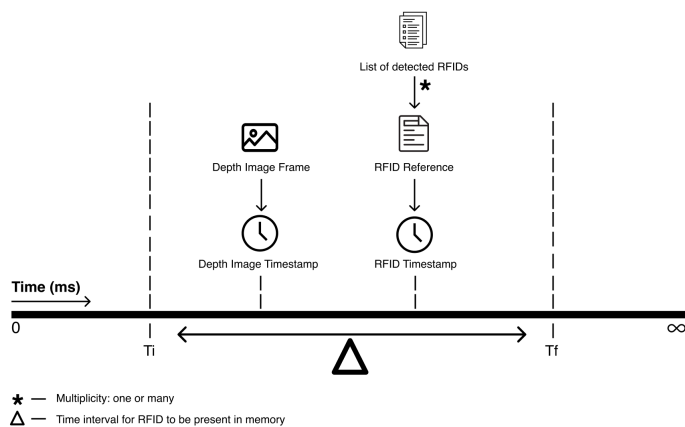 List of detected RFIDs
*
Depth Image Frame
RFID Reference
Depth Image Timestamp
RFID Timestamp
Time (ms)
0
∞
Ti
Tf
Δ
* — Multiplicity: one or many
Δ — Time interval for RFID to be present in memory